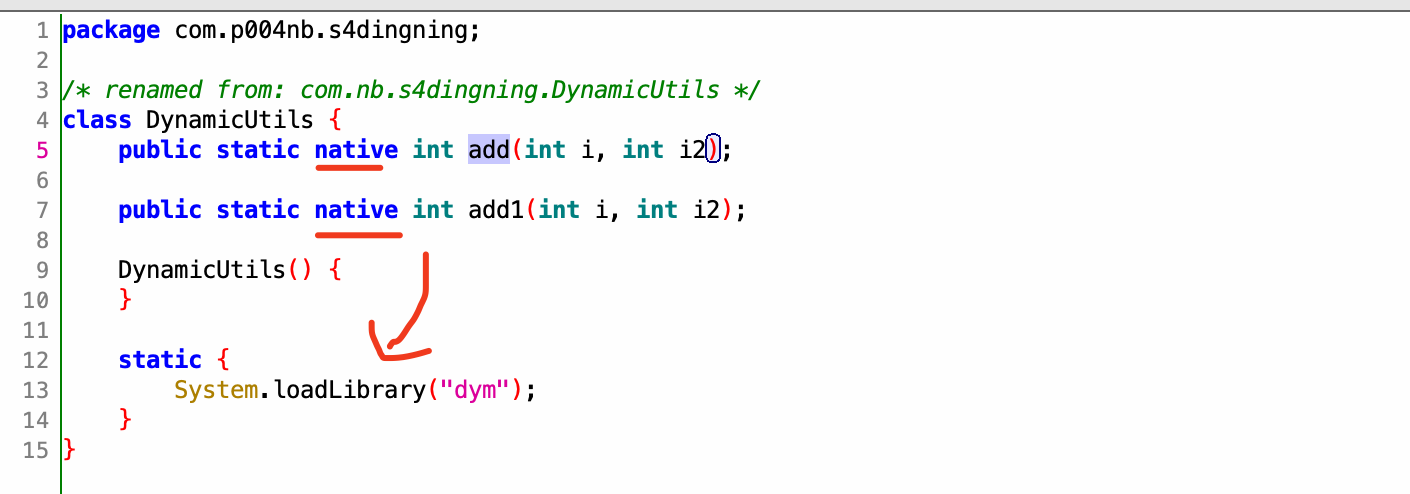 1 package com.p004nb.s4dingning;
2
3 /* renamed from: com.nb.s4dingning.DynamicUtils */
4 class DynamicUtils {
5     public static native int add(int i, int i2);
6
7     public static native int add1(int i, int i2);
8
9     DynamicUtils() {
10     }
11
12     static {
13         System.loadLibrary("dym");
14     }
15 }